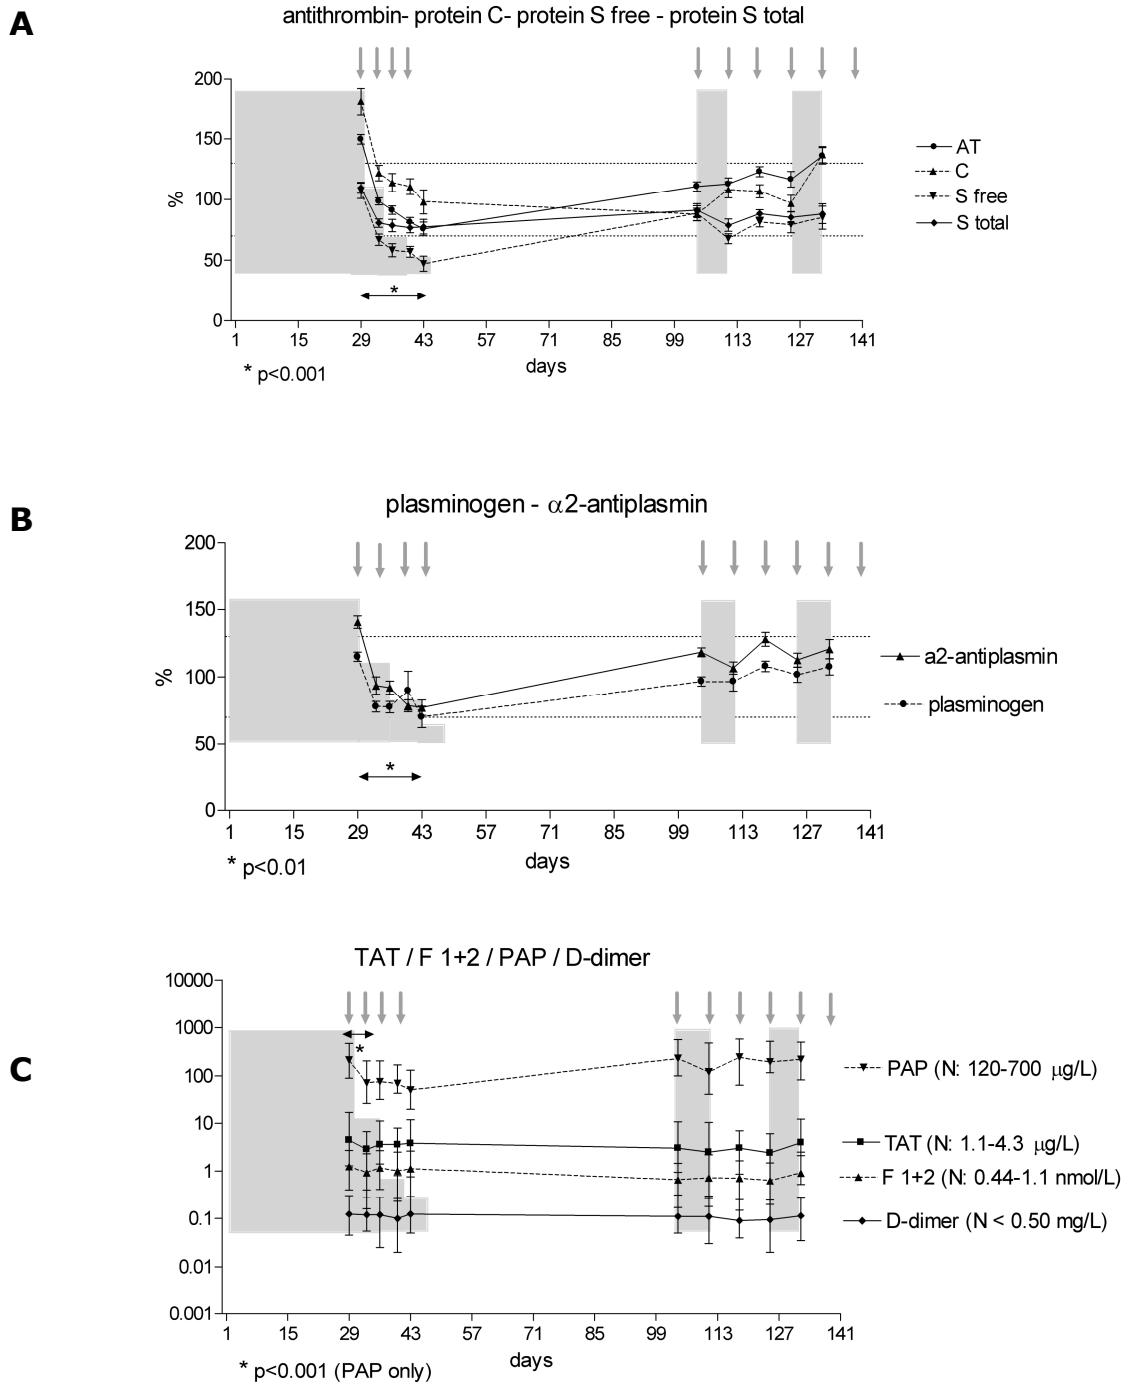 A
antithrombin- protein C- protein S free - protein S total
200
150
100
50
0
%
AT
C
S free
S total
*
1 15 29 43 57 71 85 99 113 127 141
days
* p<0.001
B
plasminogen - α2-antiplasmin
200
150
100
50
0
%
a2-antiplasmin
plasminogen
*
1 15 29 43 57 71 85 99 113 127 141
days
* p<0.01
C
TAT / F 1+2 / PAP / D-dimer
10000
1000
100
10
1
0.1
0.01
0.001
*
PAP (N: 120-700 μg/L)
TAT (N: 1.1-4.3 μg/L)
F 1+2 (N: 0.44-1.1 nmol/L)
D-dimer (N < 0.50 mg/L)
1 15 29 43 57 71 85 99 113 127 141
days
* p<0.001 (PAP only)